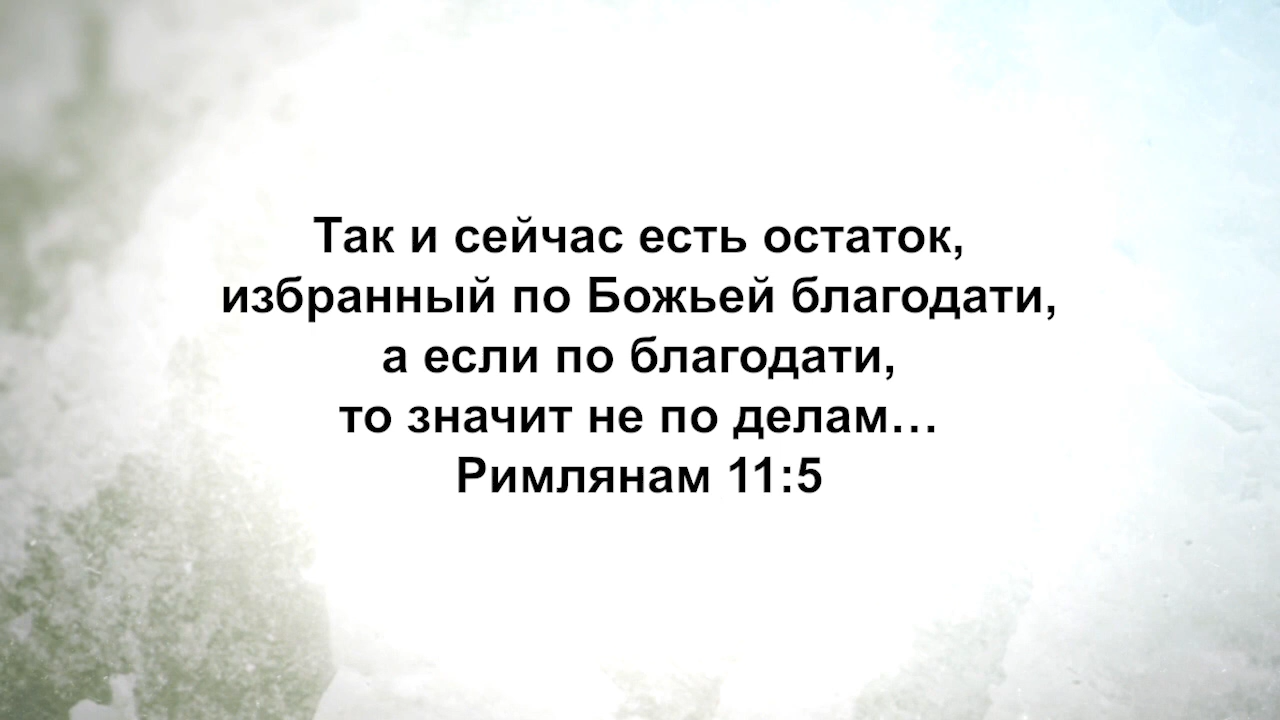 Так и сейчас есть остаток,
избранный по Божьей благодати,
а если по благодати,
то значит не по делам…
Римлянам 11:5